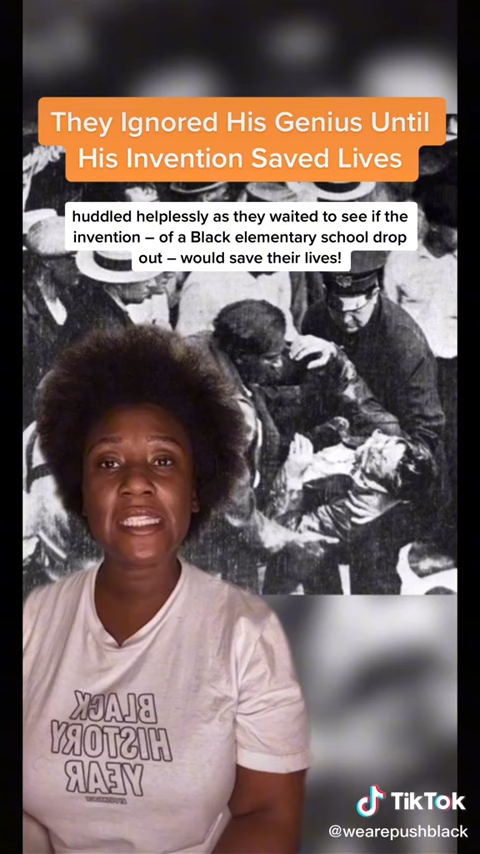 They Ignored His Genius Until
His Invention Saved Lives
huddled helplessly as they waited to see if the
invention – of a Black elementary school drop
out – would save their lives!
BLACK
HISTORY
YEAR
TikTok
@wearepushblack